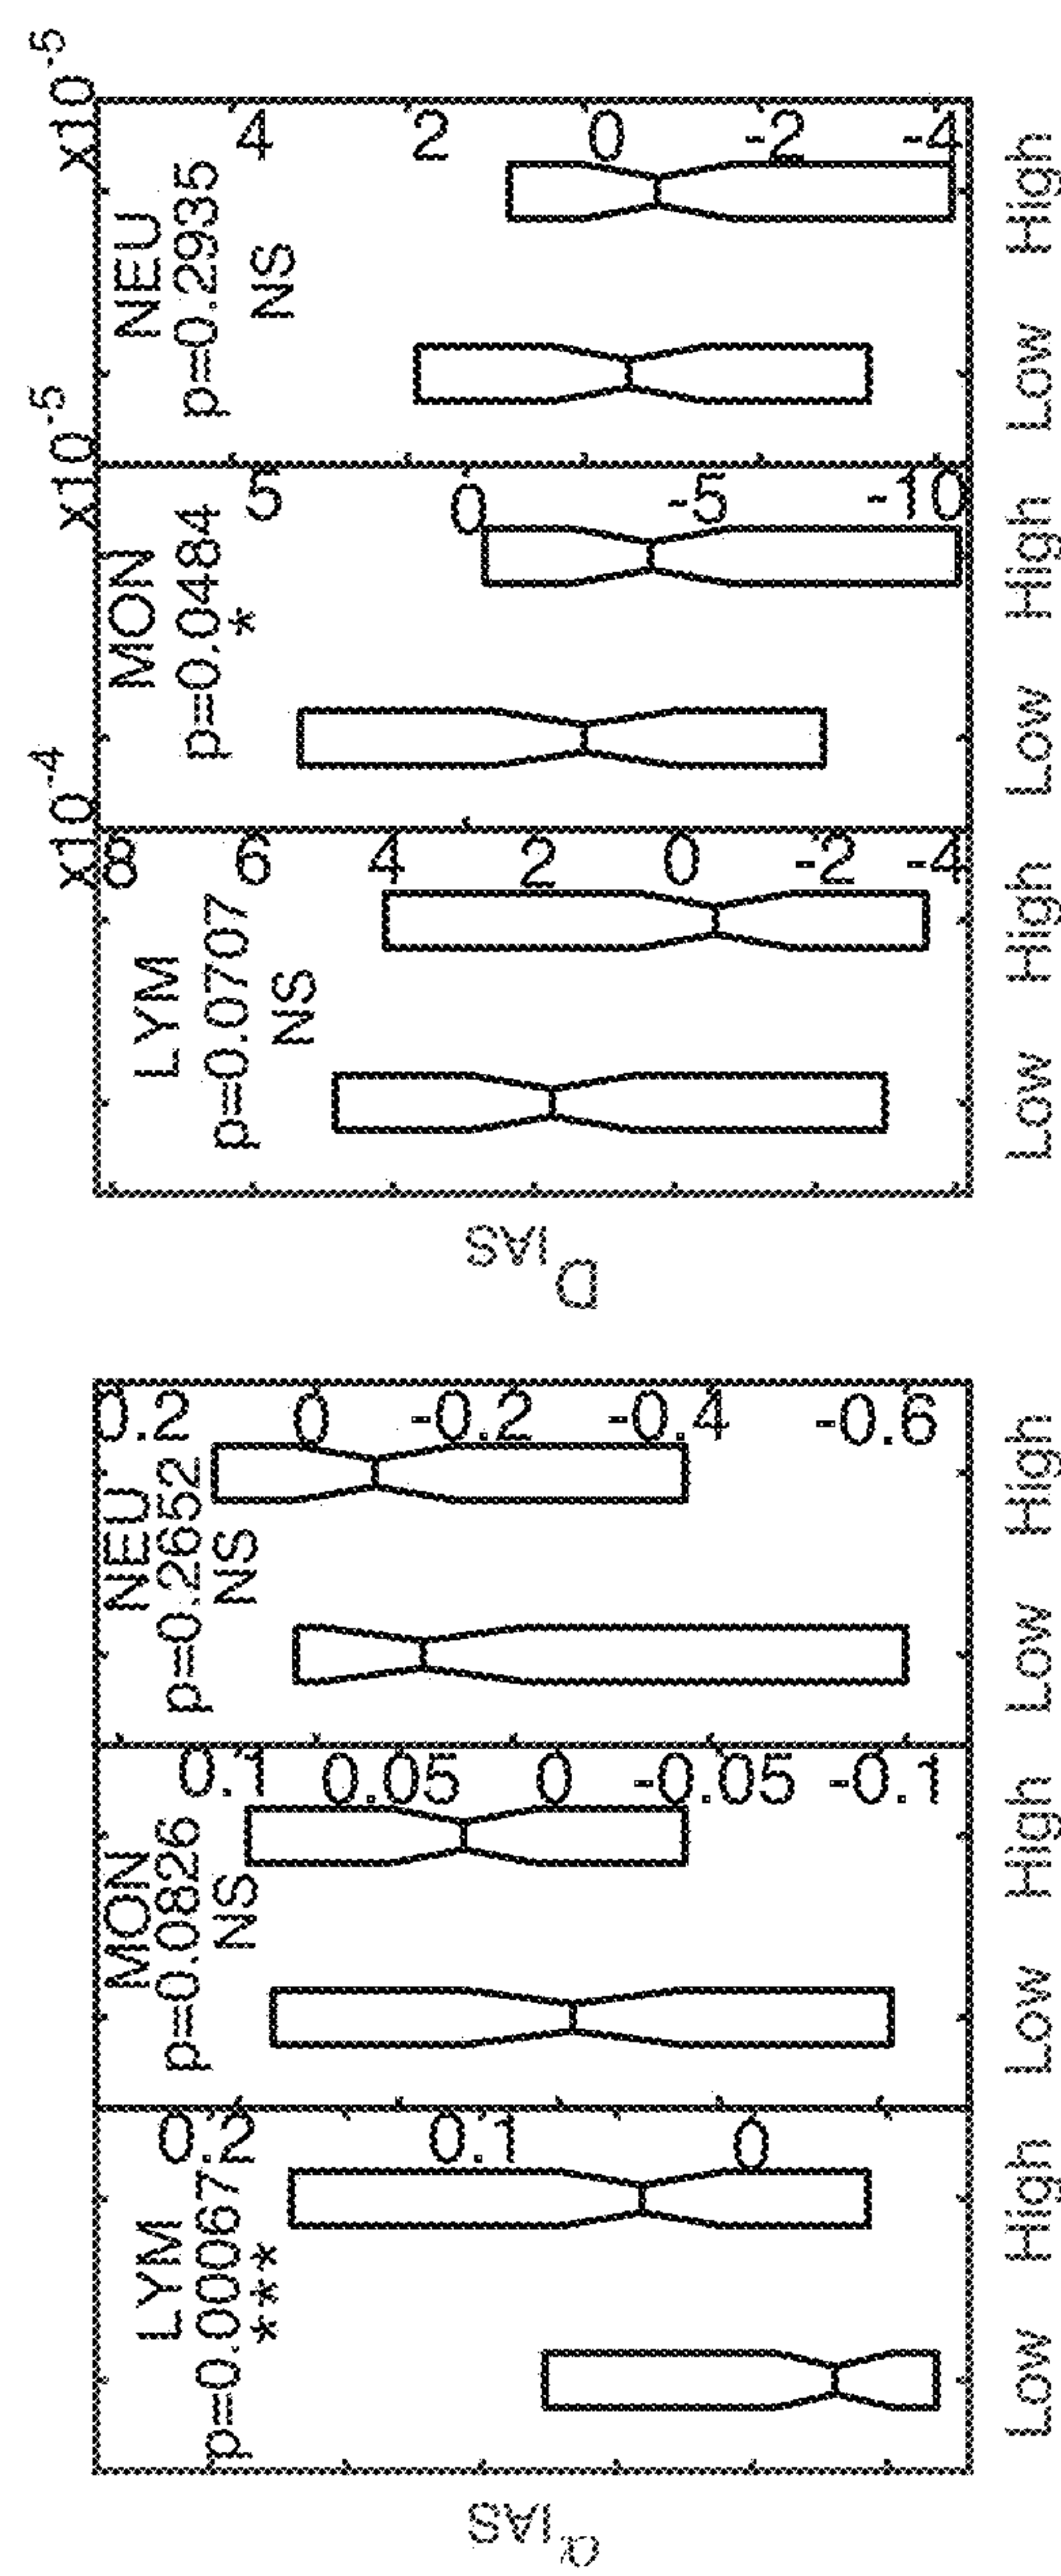 α IAS
LYM
p=0.00067
***
0.2
0.1
0
Low High
MON
p=0.0826
NS
0.1
0.05
0
-0.05
-0.1
Low High
NEU
p=0.2652
NS
0.2
0
-0.2
-0.4
-0.6
Low High
D IAS
x10-4
LYM
p=0.0707
NS
8
6
4
2
0
-2
-4
Low High
x10-5
MON
p=0.0484
*
5
0
-5
-10
Low High
x10-5
NEU
p=0.2935
NS
4
2
0
-2
-4
Low High